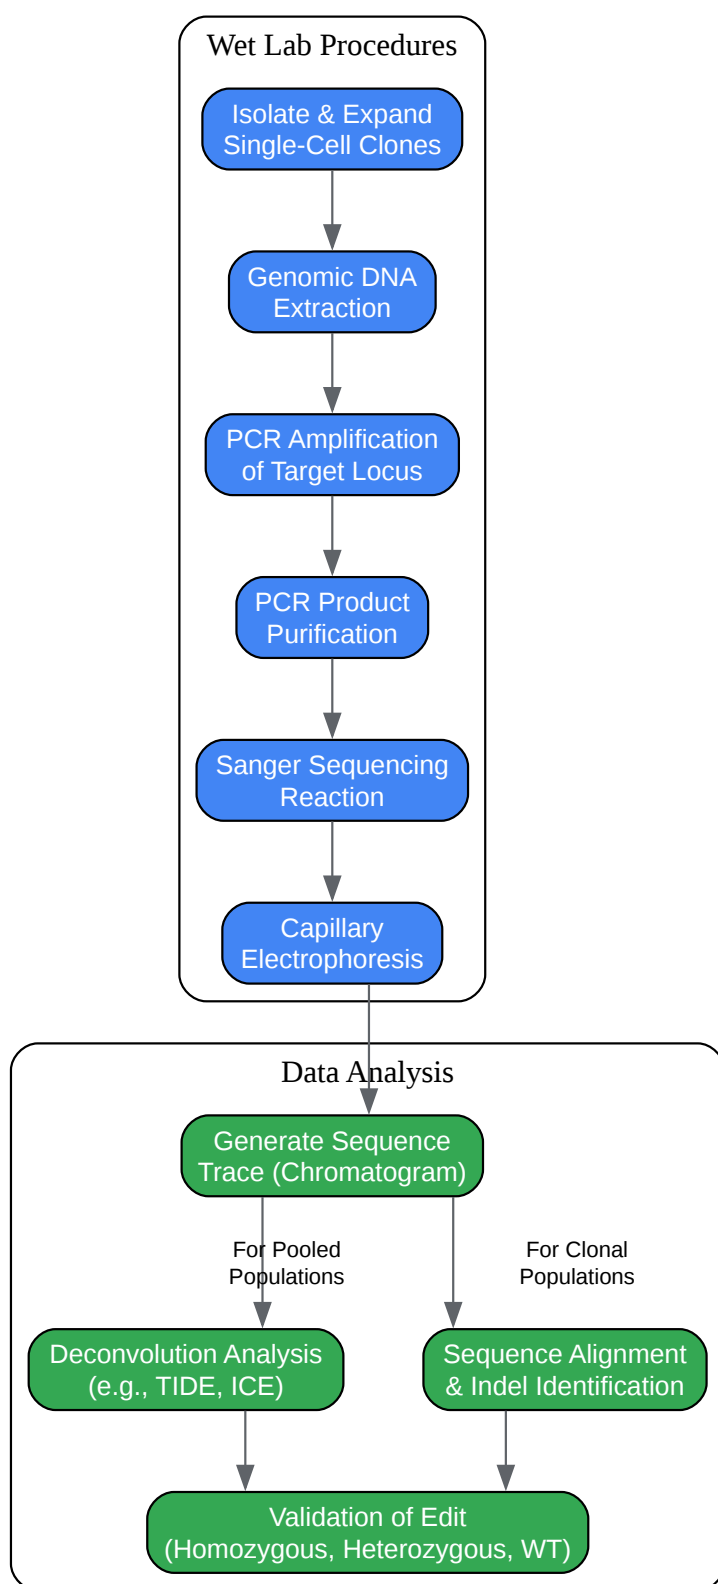 Wet Lab Procedures
Isolate & Expand
Single-Cell Clones
Genomic DNA
Extraction
PCR Amplification
of Target Locus
PCR Product
Purification
Sanger Sequencing
Reaction
Capillary
Electrophoresis
Data Analysis
Generate Sequence
Trace (Chromatogram)
For Pooled
Populations
For Clonal
Populations
Deconvolution Analysis
(e.g., TIDE, ICE)
Sequence Alignment
& Indel Identification
Validation of Edit
(Homozygous, Heterozygous, WT)